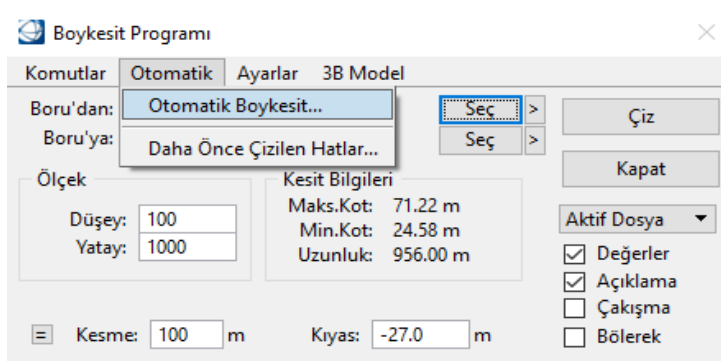 Boykesit Programı
Komutlar Otomatik Ayarlar 3B Model
Boru'dan: Otomatik Boykesit... Seç > Çiz
Boru'ya: Daha Önce Çizilen Hatlar... Seç > Kapat
Ölçek Kesit Bilgileri
Düşey: 100 Maks.Kot: 71.22 m Aktif Dosya
Yatay: 1000 Min.Kot: 24.58 m Değerler
Uzunluk: 956.00 m Açıklama
Çakışma
= Kesme: 100 m Kıyas: -27.0 m Bölerek